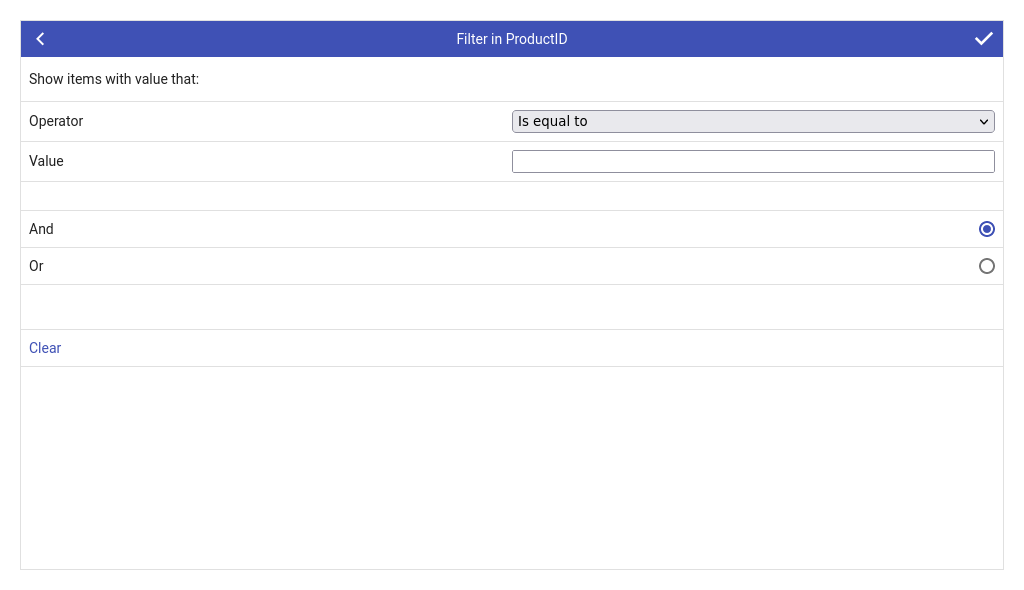 Filter in ProductID
Show items with value that:
Operator
Is equal to
Value
And
Or
Clear